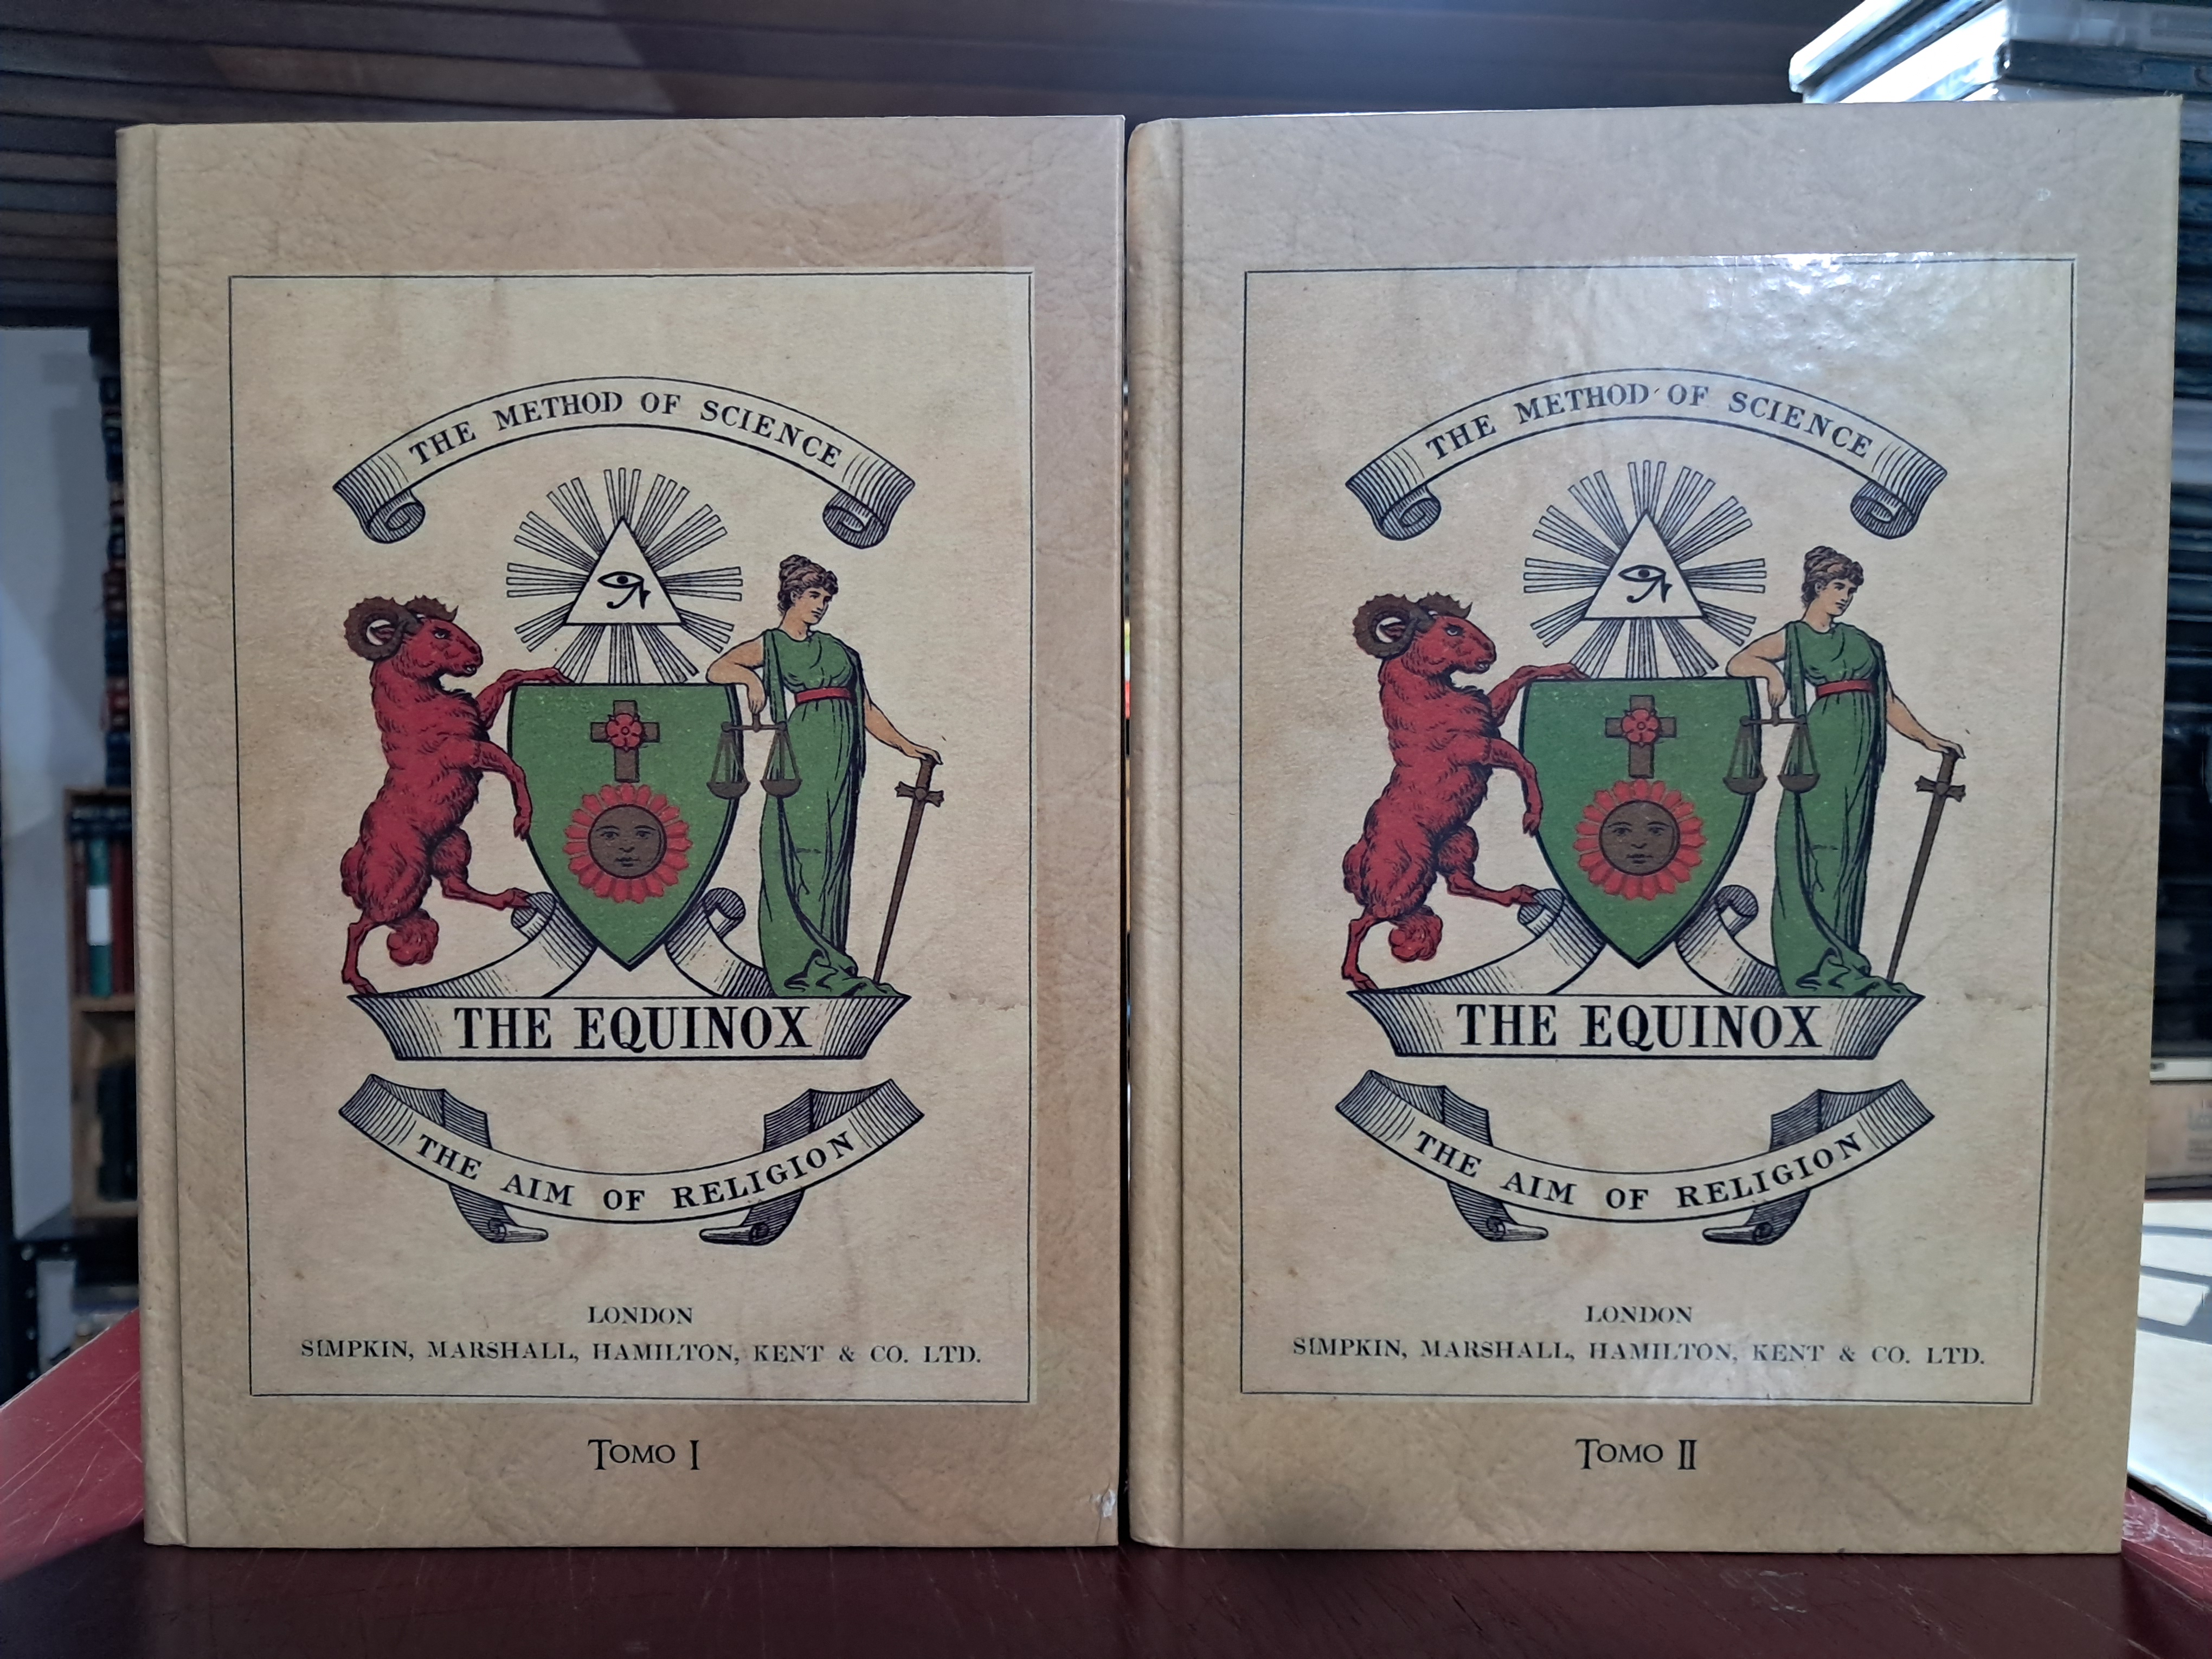 THE METHOD OF SCIENCE
THE EQUINOX
THE AIM OF RELIGION
LONDON
SIMPKIN, MARSHALL, HAMILTON, KENT & CO. LTD.
TOMO I
THE METHOD OF SCIENCE
THE EQUINOX
THE AIM OF RELIGION
LONDON
SIMPKIN, MARSHALL, HAMILTON, KENT & CO. LTD.
TOMO II